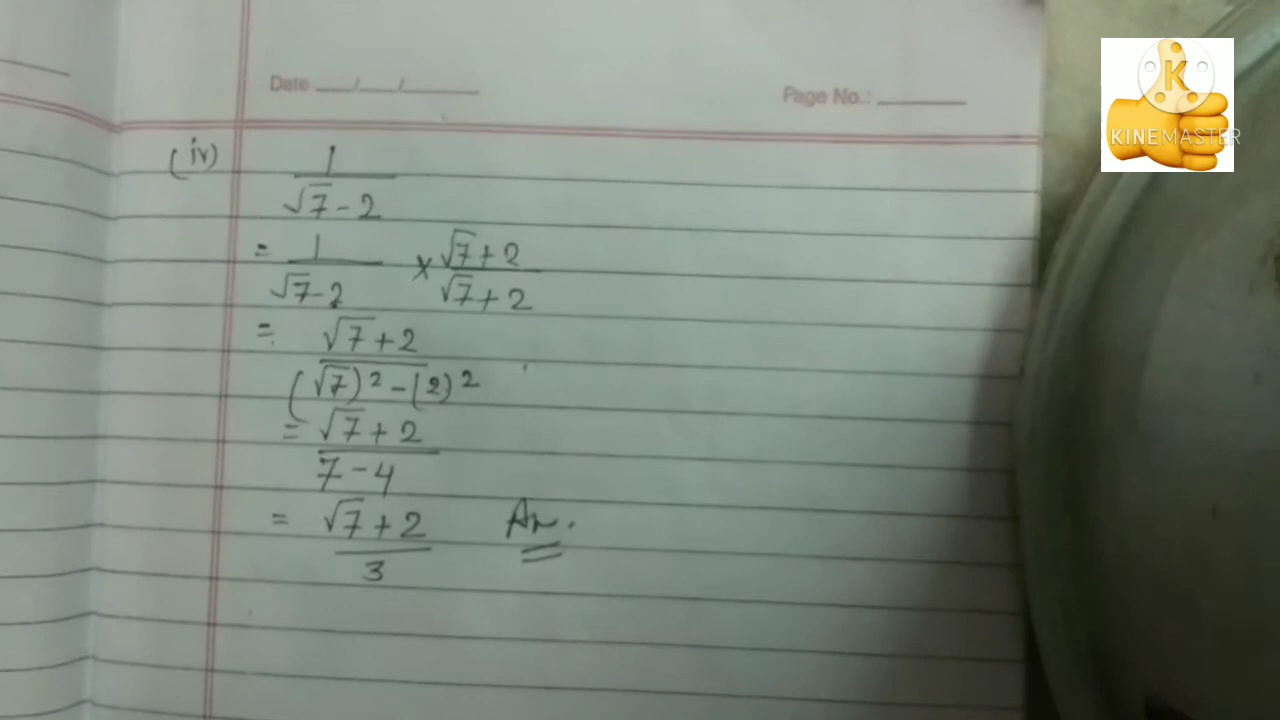 Date ___/___/______
Page No.: ________
(iv) 1
√7 - 2
= 1 × √7 + 2
√7 - 2 √7 + 2
= √7 + 2
(√7)² - (2)²
= √7 + 2
7 - 4
= √7 + 2 An.
3
K
KINEMASTER